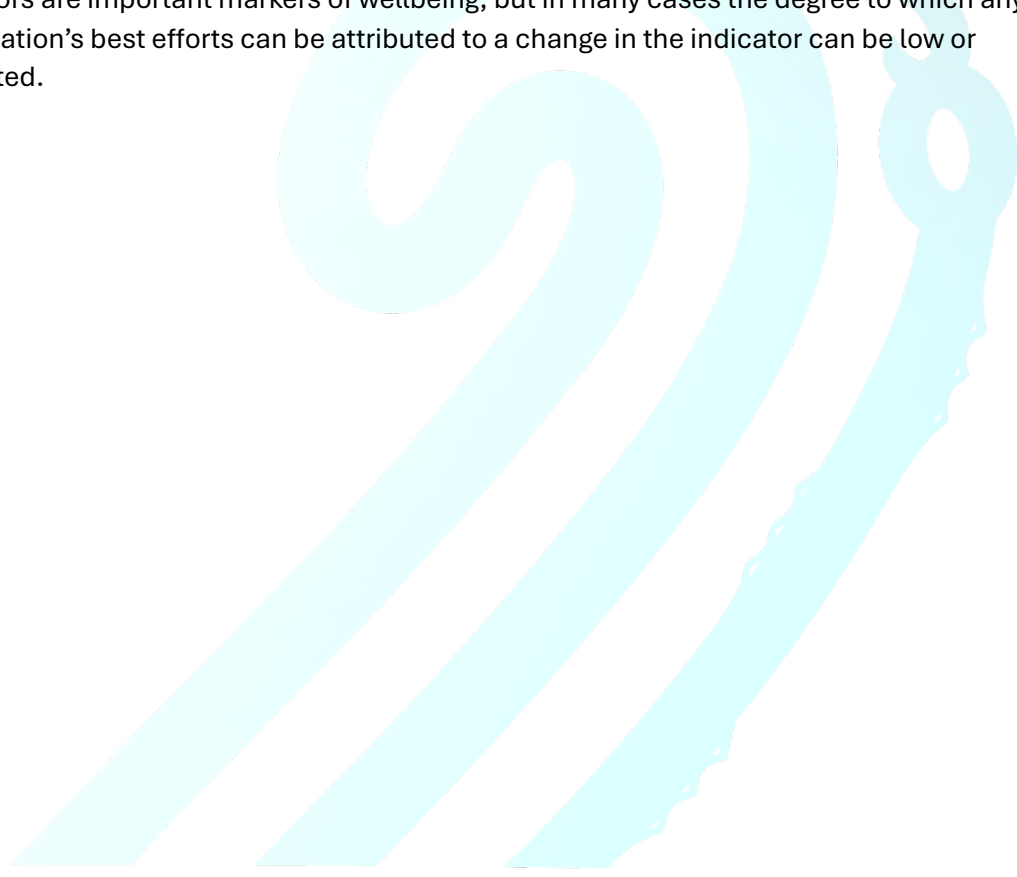 ors are important markers of wellbeing, but in many cases the degree to which any
ation’s best efforts can be attributed to a change in the indicator can be low or
ted.